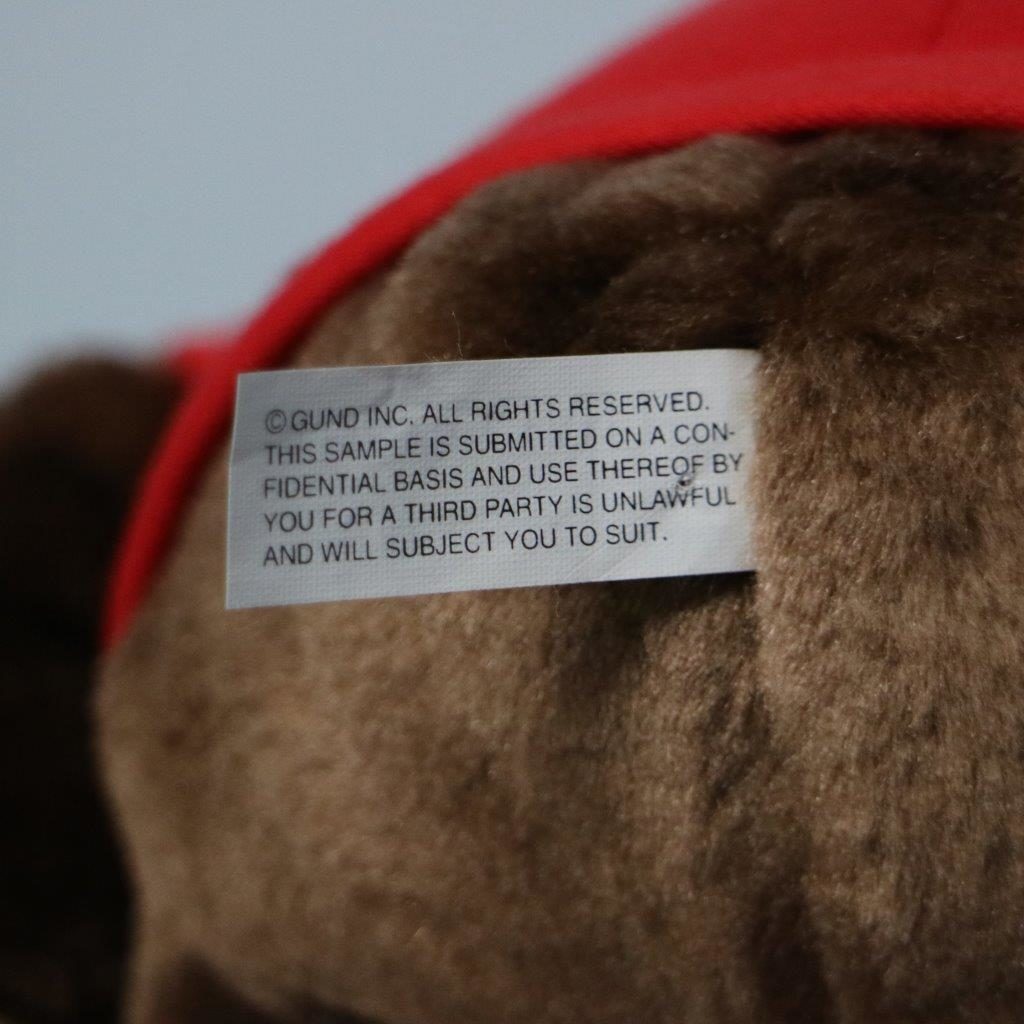 © GUND INC. ALL RIGHTS RESERVED.
THIS SAMPLE IS SUBMITTED ON A CON-
FIDENTIAL BASIS AND USE THEREOF BY
YOU FOR A THIRD PARTY IS UNLAWFUL
AND WILL SUBJECT YOU TO SUIT.